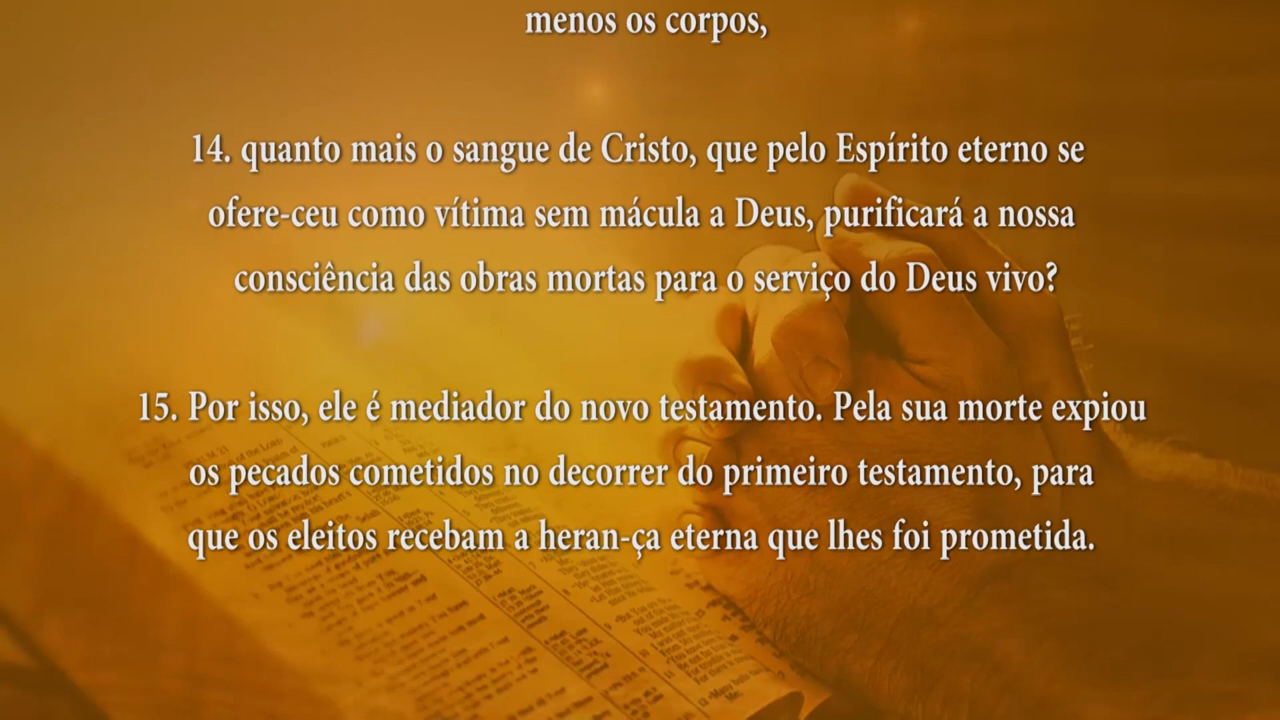 menos os corpos,
14. quanto mais o sangue de Cristo, que pelo Espírito eterno se
ofere-ceu como vítima sem mácula a Deus, purificará a nossa
consciência das obras mortas para o serviço do Deus vivo?
15. Por isso, ele é mediador do novo testamento. Pela sua morte expiou
os pecados cometidos no decorrer do primeiro testamento, para
que os eleitos recebam a heran-ça eterna que lhes foi prometida.